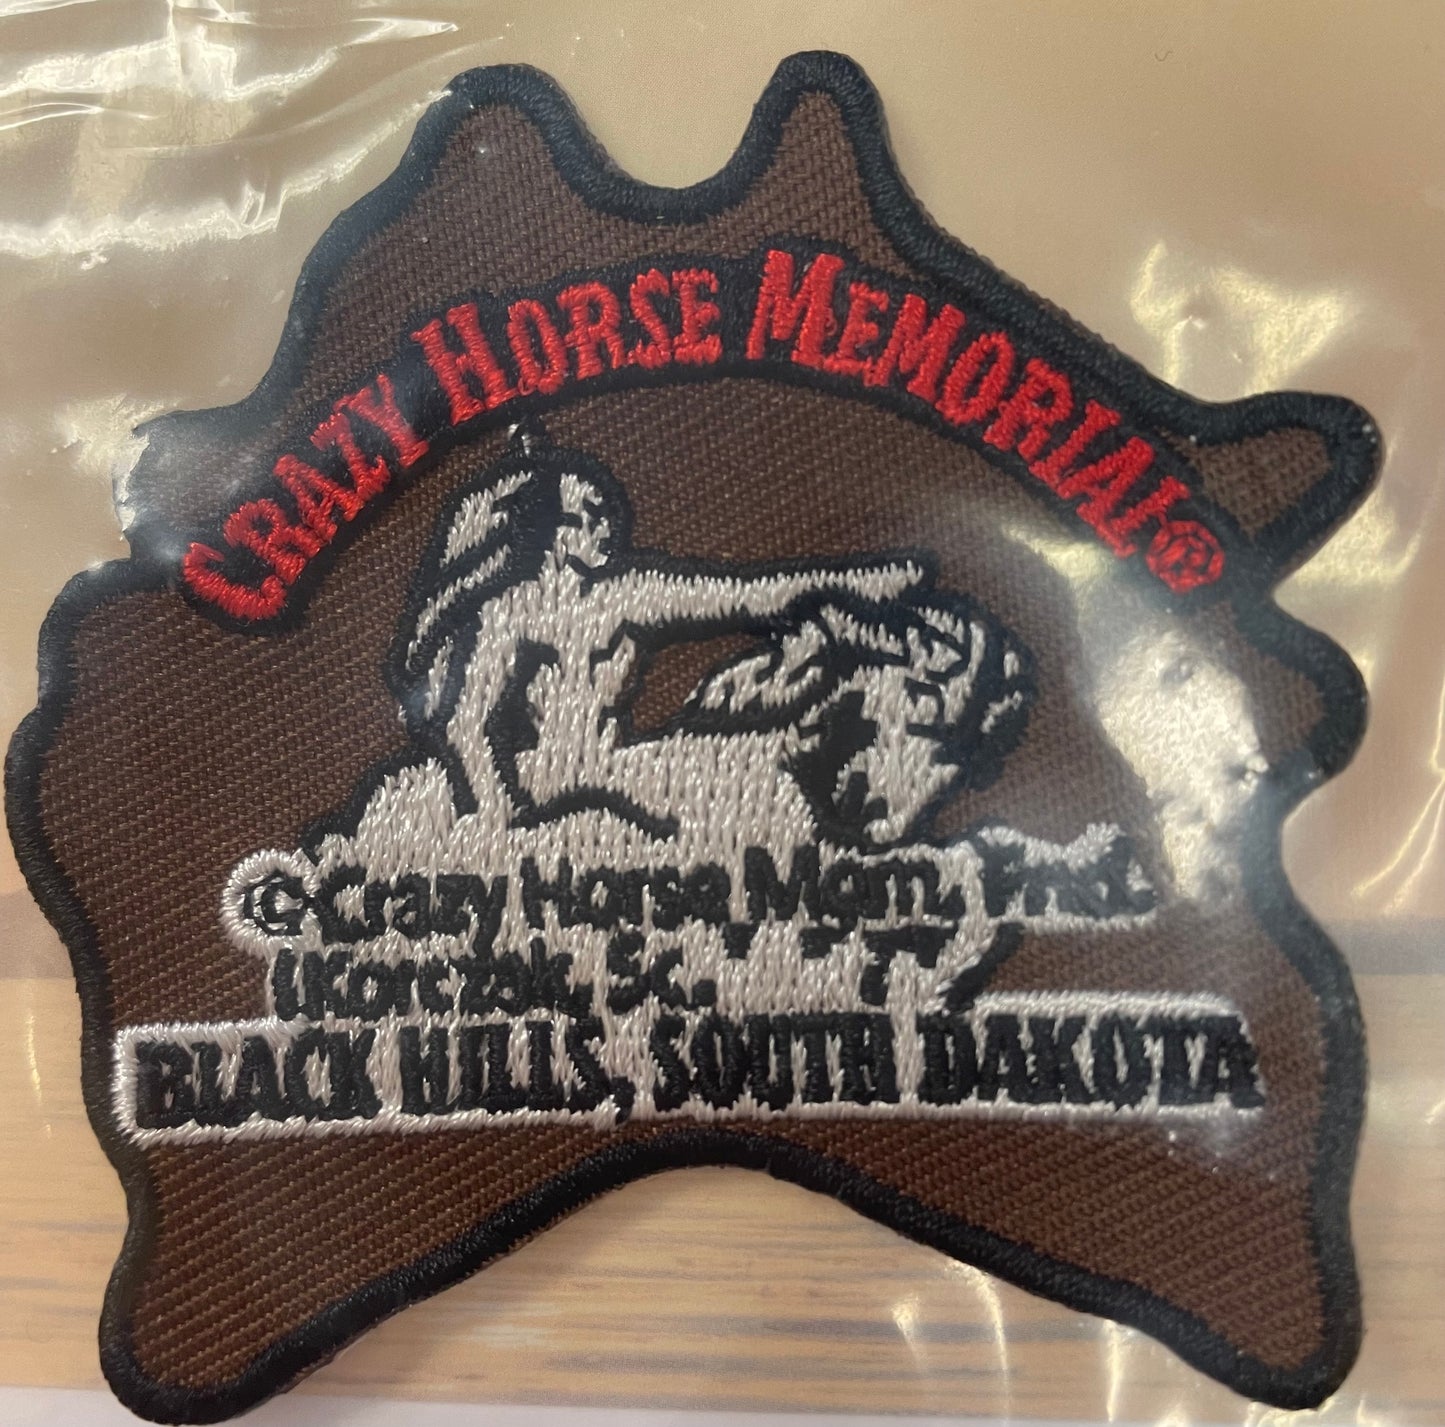 CRAZY HORSE MEMORIAL®
© Crazy Horse Mem. Fnd.
Korczak, Sc.
BLACK HILLS, SOUTH DAKOTA